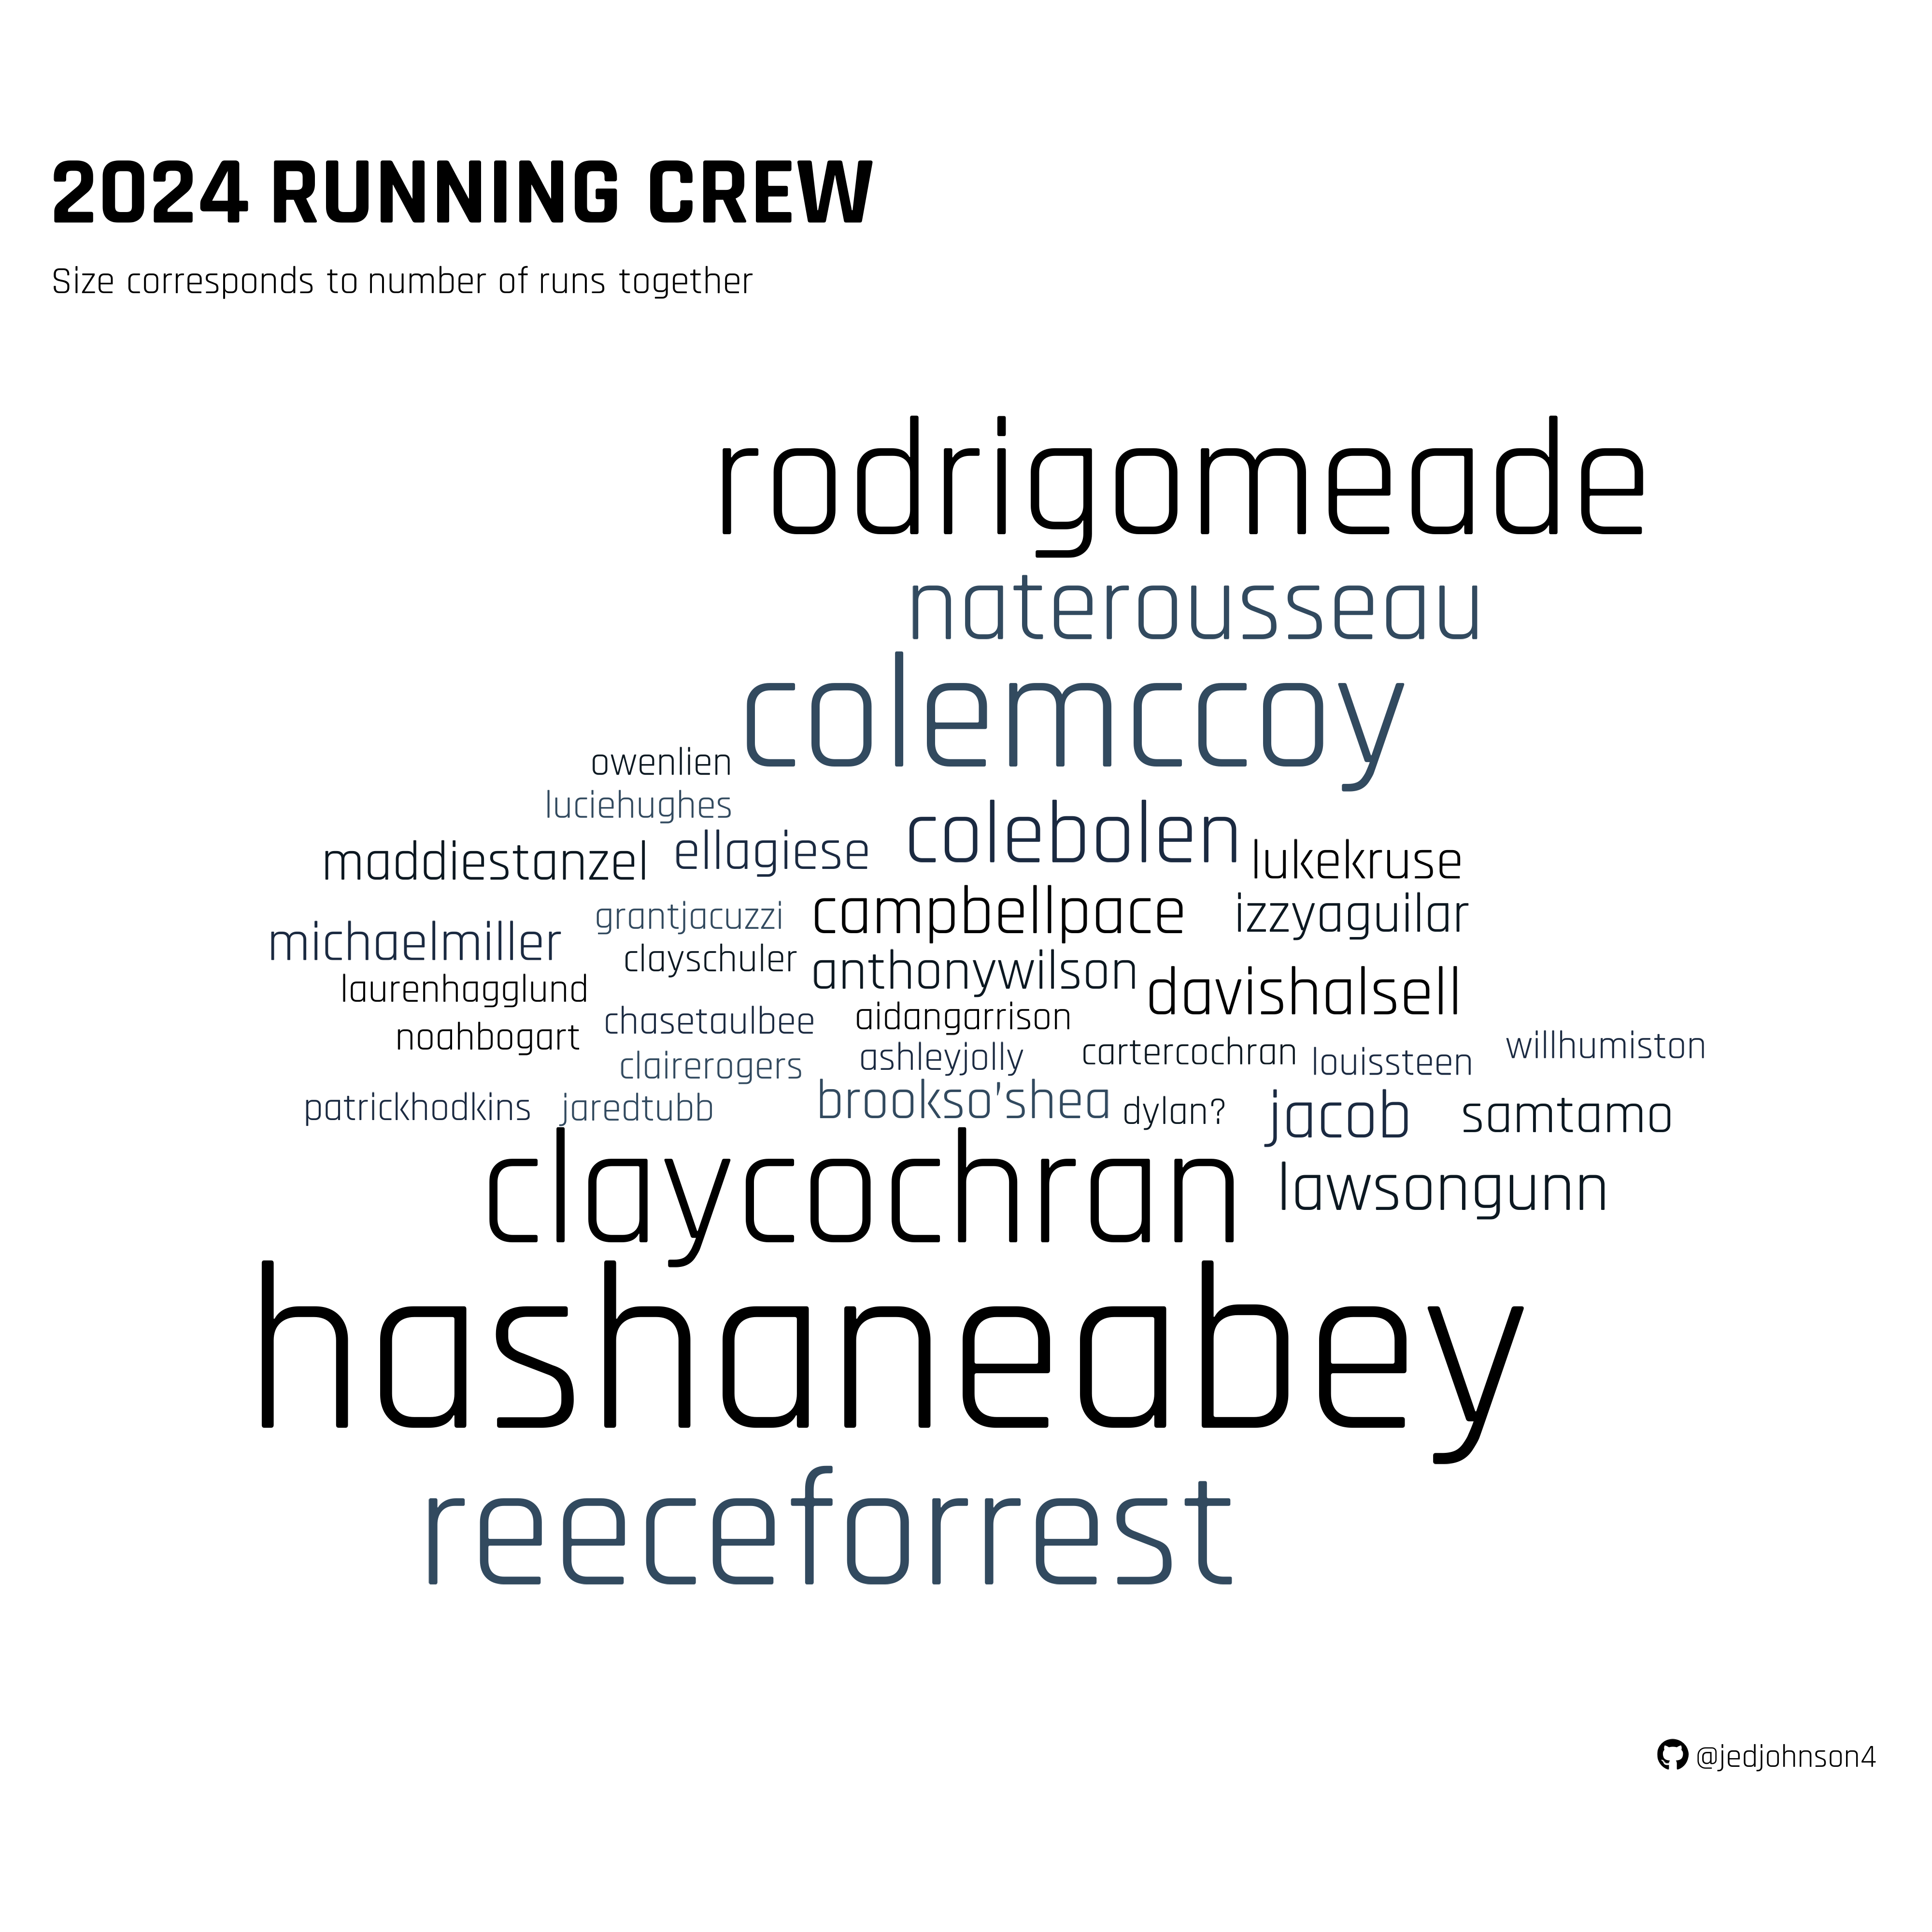 2024 RUNNING CREW
Size corresponds to number of runs together
rodrigomeade
naterousseau
colemccoy
owenlien
luciehughes
colebolen
maddiestanzel
ellagiese
lukekruse
campbellpace
izzyaguilar
grantjacuzzi
michaelmiller
clayschuler
anthonywilson
davishalsell
laurenhagglund
chasetaulbee
aidangarrison
noahbogart
clairerogers
ashleyjolly
cartercochran
louissteen
willhumiston
patrickhodkins
jaredtubb
brookso'shea
dylan?
jacob
samtamo
claycochran
lawsongunn
hashaneabey
reeceforrest
@jedjohnson4